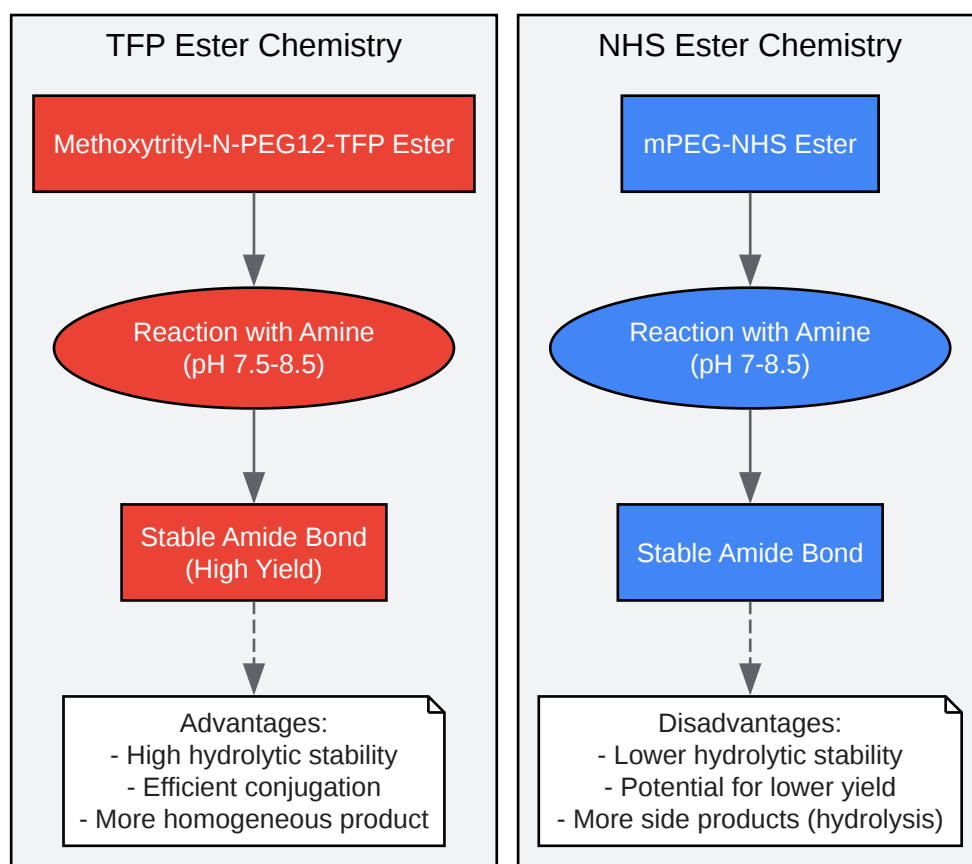 TFP Ester Chemistry
Methoxytrityl-N-PEG12-TFP Ester
Reaction with Amine
(pH 7.5-8.5)
Stable Amide Bond
(High Yield)
Advantages:
- High hydrolytic stability
- Efficient conjugation
- More homogeneous product
NHS Ester Chemistry
mPEG-NHS Ester
Reaction with Amine
(pH 7-8.5)
Stable Amide Bond
Disadvantages:
- Lower hydrolytic stability
- Potential for lower yield
- More side products (hydrolysis)